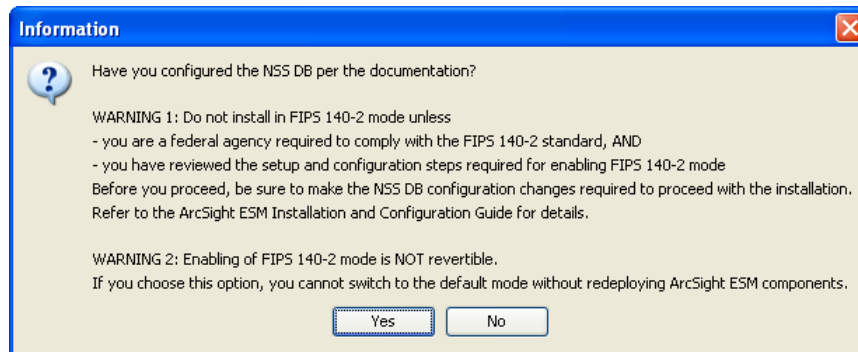 Information
Have you configured the NSS DB per the documentation?
WARNING 1: Do not install in FIPS 140-2 mode unless
- you are a federal agency required to comply with the FIPS 140-2 standard, AND
- you have reviewed the setup and configuration steps required for enabling FIPS 140-2 mode
Before you proceed, be sure to make the NSS DB configuration changes required to proceed with the installation.
Refer to the ArcSight ESM Installation and Configuration Guide for details.
WARNING 2: Enabling of FIPS 140-2 mode is NOT revertible.
If you choose this option, you cannot switch to the default mode without redeploying ArcSight ESM components.
Yes No